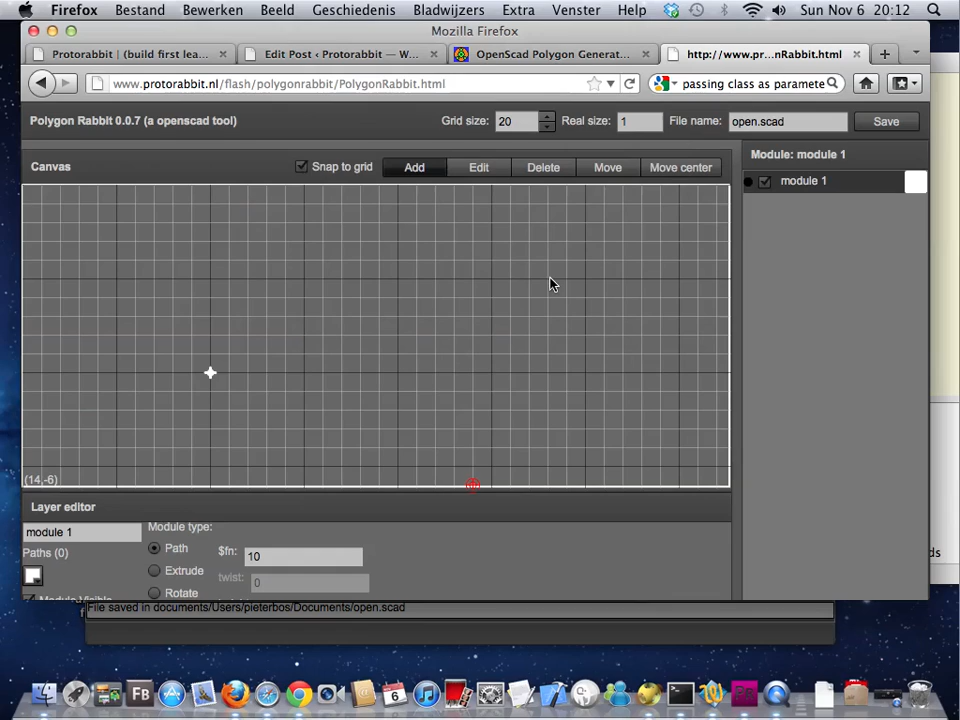 Firefox Bestand Bewerken Beeld Geschiedenis Bladwijzers Extra Venster Help Sun Nov 6 20:12
Mozilla Firefox
Protorabbit | (build first lea... Edit Post ‹ Protorabbit — W... OpenScad Polygon Generat... http://www.pr...nRabbit.html
www.protorabbit.nl/flash/polygonrabbit/PolygonRabbit.html passing class as paramete
Polygon Rabbit 0.0.7 (a openscad tool) Grid size: 20 Real size: 1 File name: open.scad Save
Canvas Snap to grid Add Edit Delete Move Move center Module: module 1
module 1
(14,-6)
Layer editor
module 1 Module type:
Paths (0) Path $fn: 10
Extrude twist: 0
Rotate
Module Visible
File saved in documents/Users/pieterbos/Documents/open.scad
ds
FB
6